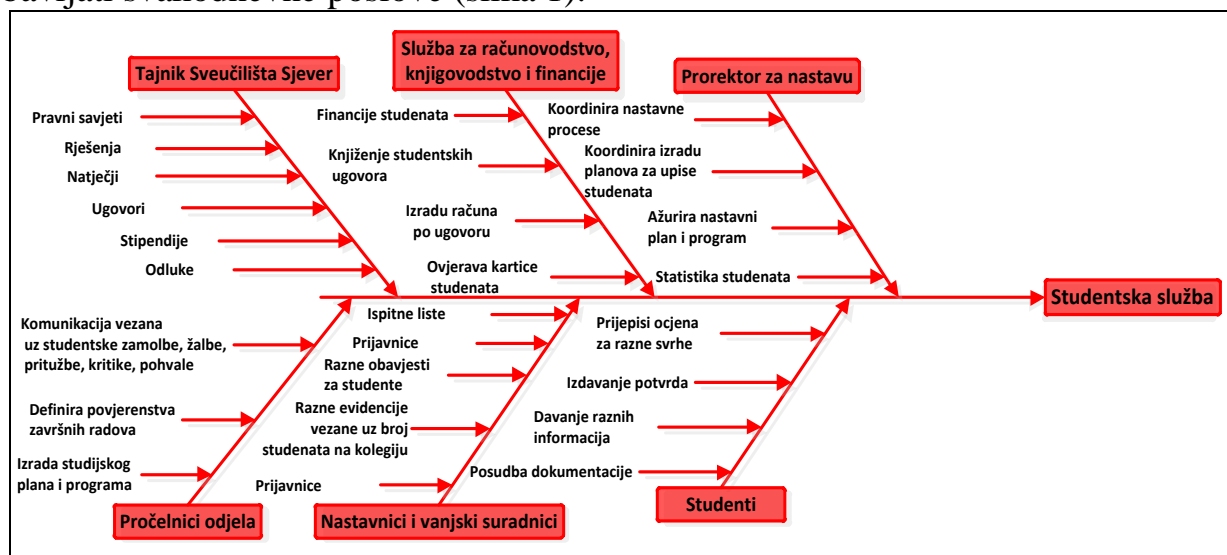 svakodnevne poslove (slika 1).
Tajnik Sveučilišta Sjever
Pravni savjeti
Rješenja
Natječji
Ugovori
Stipendije
Odluke
Služba za računovodstvo,
knjigovodstvo i financije
Financije studenata
Knjiženje studentskih
ugovora
Izradu računa
po ugovoru
Ovjerava kartice
studenata
Prorektor za nastavu
Koordinira nastavne
procese
Koordinira izradu
planova za upise
studenata
Ažurira nastavni
plan i program
Statistika studenata
Studentska služba
Komunikacija vezana
uz studentske zamolbe, žalbe,
pritužbe, kritike, pohvale
Definira povjerenstva
završnih radova
Izrada studijskog
plana i programa
Pročelnici odjela
Ispitne liste
Prijavnice
Razne obavjesti
za studente
Razne evidencije
vezane uz broj
studenata na kolegiju
Prijavnice
Nastavnici i vanjski suradnici
Prijepisi ocjena
za razne svrhe
Izdavanje potvrda
Davanje raznih
informacija
Posudba dokumentacije
Studenti